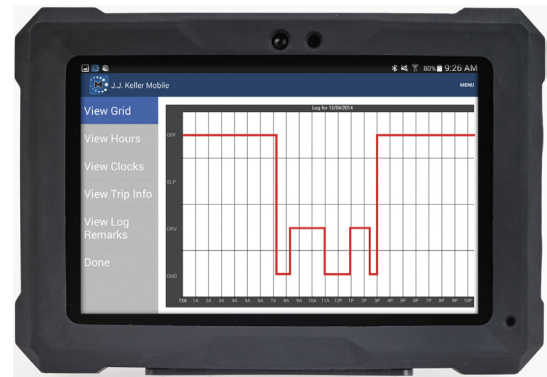 80% 9:26 AM
M J.J. Keller Mobile
MENU
View Grid
View Hours
View Clocks
View Trip Info
View Log
Remarks
Done
Log for 12/04/2014
OFF
SLP
DRV
OND
12A 1A 2A 3A 4A 5A 6A 7A 8A 9A 10A 11A 12P 1P 2P 3P 4P 5P 6P 7P 8P 9P 10P